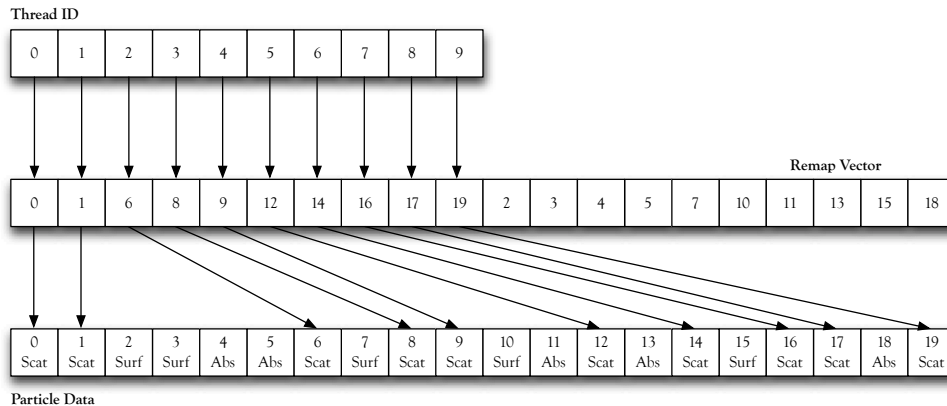 Thread ID
0 1 2 3 4 5 6 7 8 9
Remap Vector
0 1 6 8 9 12 14 16 17 19 2 3 4 5 7 10 11 13 15 18
0 1 2 3 4 5 6 7 8 9 10 11 12 13 14 15 16 17 18 19
Scat Scat Surf Surf Abs Abs Scat Surf Scat Scat Surf Abs Scat Abs Scat Surf Scat Scat Abs Scat
Particle Data